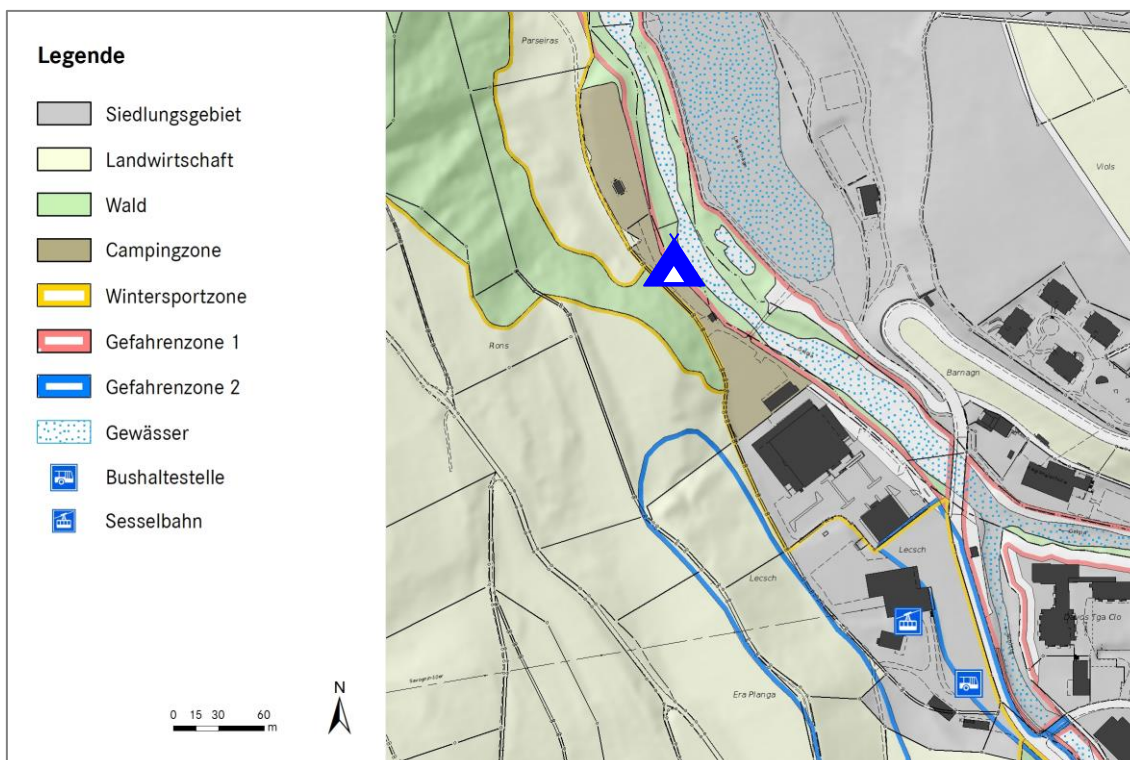 Legende
Siedlungsgebiet
Landwirtschaft
Wald
Campingzone
Wintersportzone
Gefahrenzone 1
Gefahrenzone 2
Gewässer
Bushaltestelle
Sesselbahn
0 15 30 60
m
N
Parseiras
Viols
Rons
Barnagn
Lecsch
Lecsch
Era Planga